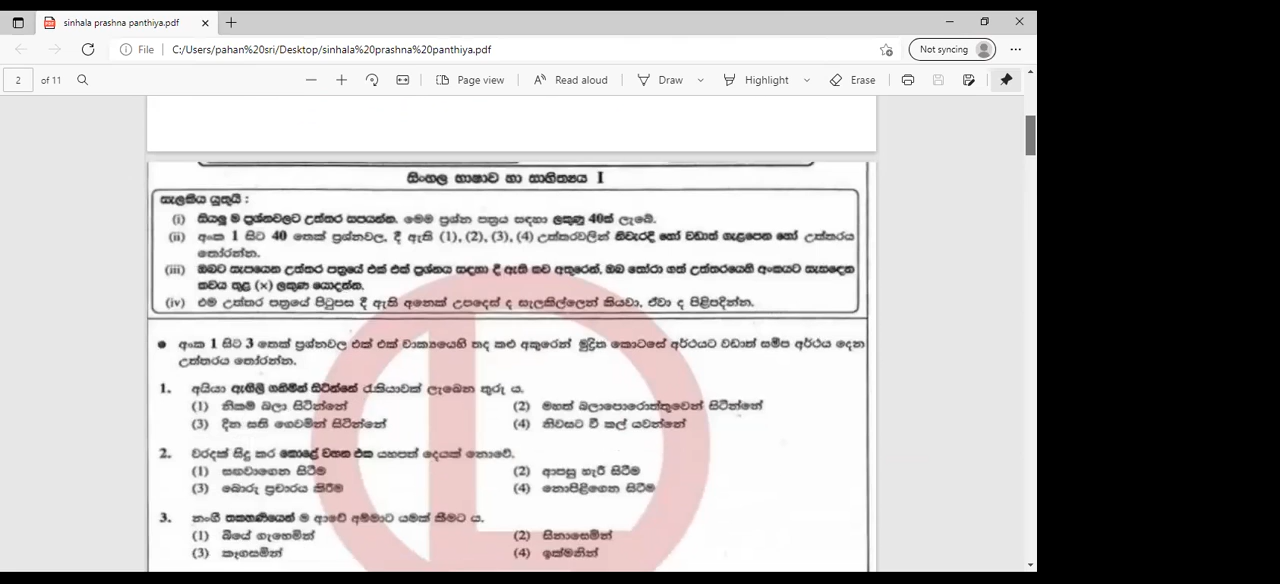 sinhala prashna panthiya.pdf
File C:/Users/pahan%20sri/Desktop/sinhala%20prashna%20panthiya.pdf Not syncing
2 of 11 Page view Read aloud Draw Highlight Erase
සිංහල භාෂාව හා සාහිත්‍යය I
සැලකිය යුතුයි :
(i) සියලු ම ප්‍රශ්නවලට උත්තර සපයන්න. මෙම ප්‍රශ්න පත්‍රය සඳහා ලකුණු 40ක් ලැබේ.
(ii) අංක 1 සිට 40 තෙක් ප්‍රශ්නවල, දී ඇති (1), (2), (3), (4) උත්තරවලින් නිවැරදි හෝ වඩාත් ගැළපෙන හෝ උත්තරය
තෝරන්න.
(iii) ඔබට සැපයෙන උත්තර පත්‍රයේ එක් එක් ප්‍රශ්නය සඳහා දී ඇති කව අතුරෙන්, ඔබ තෝරා ගත් උත්තරයෙහි අංකයට සැසඳෙන
කවය තුළ (×) ලකුණ යොදන්න.
(iv) එම උත්තර පත්‍රයේ පිටුපස දී ඇති අනෙක් උපදෙස් ද සැලකිල්ලෙන් කියවා, ඒවා ද පිළිපදින්න.
● අංක 1 සිට 3 තෙක් ප්‍රශ්නවල එක් එක් වාක්‍යයෙහි තද කළු අකුරෙන් මුද්‍රිත කොටසේ අර්ථයට වඩාත් සමීප අර්ථය දෙන
උත්තරය තෝරන්න.
1. අයියා ඇඟිලි ගනිමින් සිටින්නේ රැකියාවක් ලැබෙන තුරු ය.
(1) නිකම් බලා සිටින්නේ (2) මහත් බලාපොරොත්තුවෙන් සිටින්නේ
(3) දින සති ගෙවමින් සිටින්නේ (4) නිවසට වී කල් යවන්නේ
2. වරදක් සිදු කර කොළේ වහන එක යහපත් දෙයක් නොවේ.
(1) සඟවාගෙන සිටීම (2) ආපසු හැරී සිටීම
(3) බොරු ප්‍රචාරය කිරීම (4) නොපිළිගෙන සිටීම
3. නංගී තකහණියෙන් ම ආවේ අම්මාට යමක් කීමට ය.
(1) බියේ ගැහෙමින් (2) සිනාසෙමින්
(3) කෑගසමින් (4) ඉක්මනින්